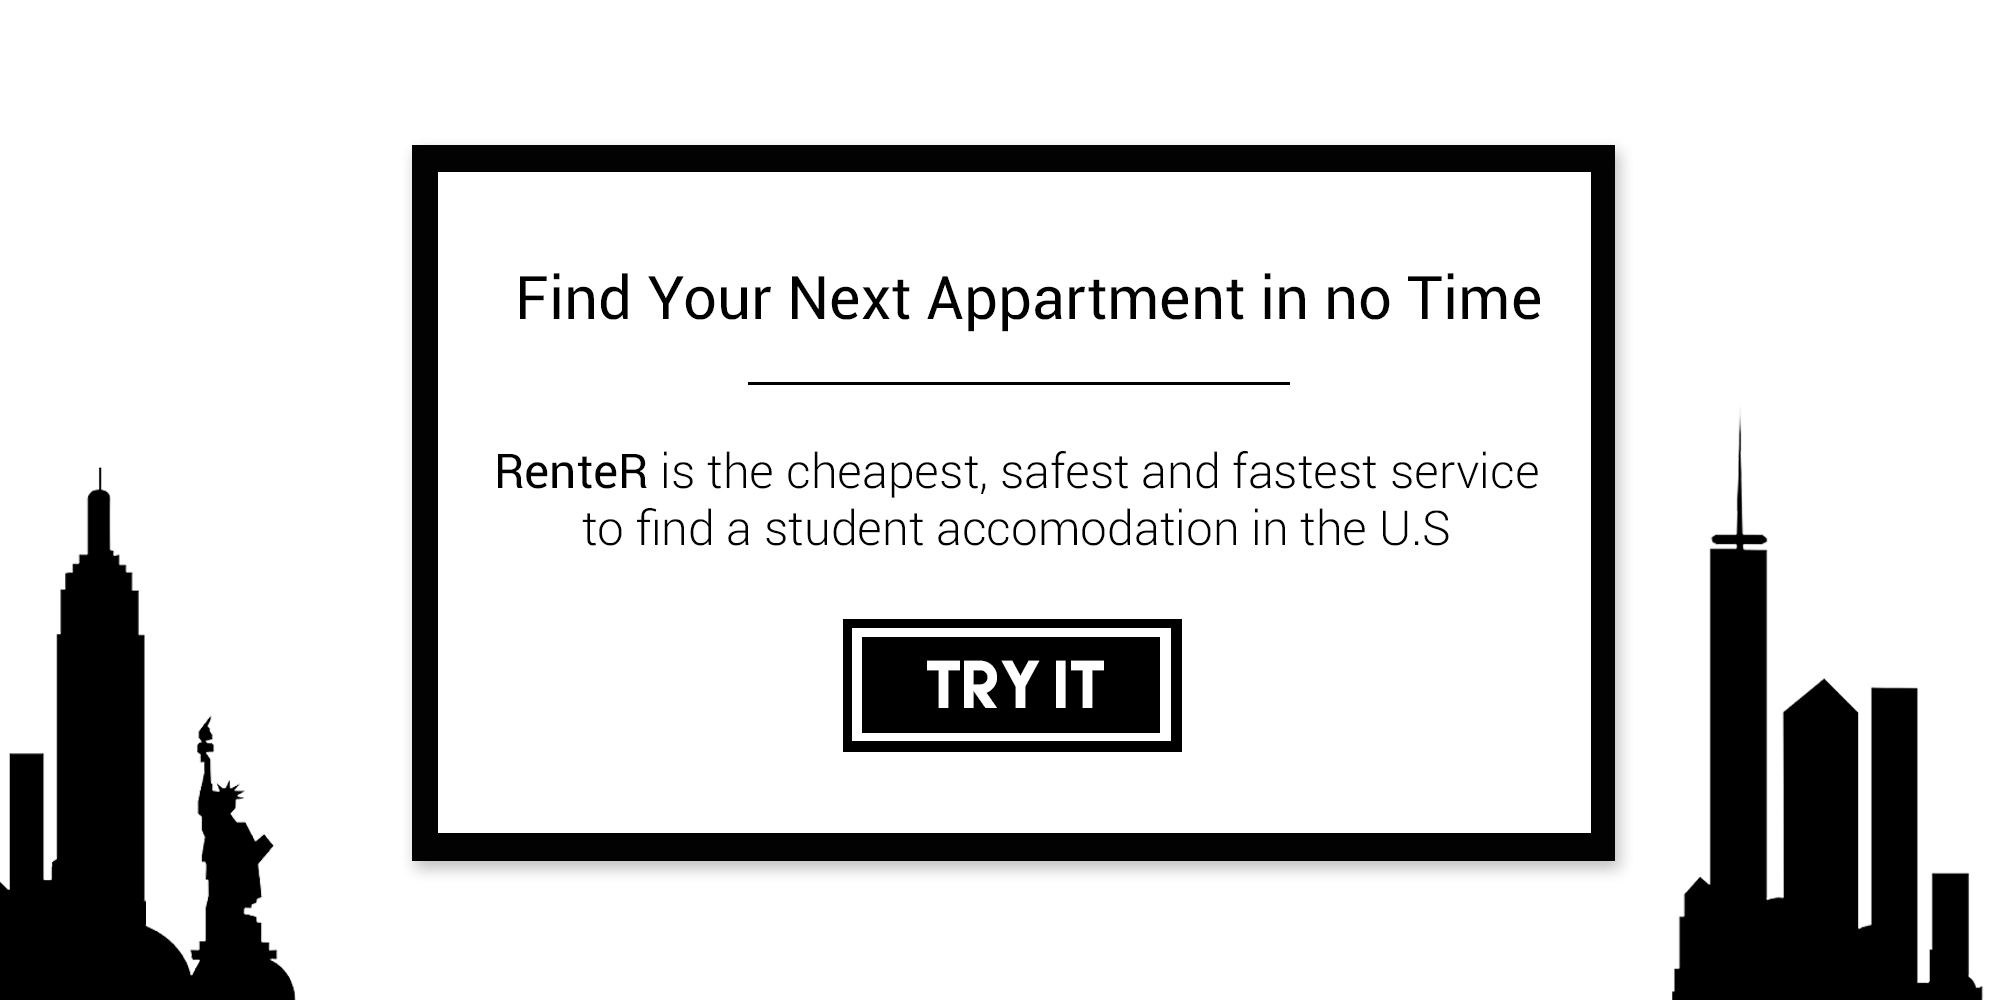 Find Your Next Appartment in no Time
RenteR is the cheapest, safest and fastest service
to find a student accomodation in the U.S
TRY IT